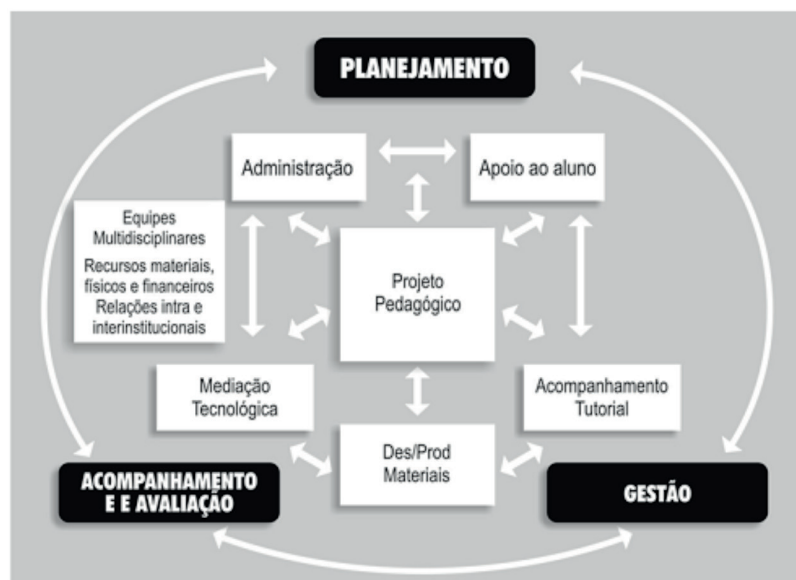 PLANEJAMENTO
Administração
Apoio ao aluno
Equipes
Multidisciplinares
Recursos materiais,
físicos e financeiros
Relações intra e
interinstitucionais
Projeto
Pedagógico
Mediação
Tecnológica
Acompanhamento
Tutorial
Des/Prod
Materiais
ACOMPANHAMENTO
E E AVALIAÇÃO
GESTÃO